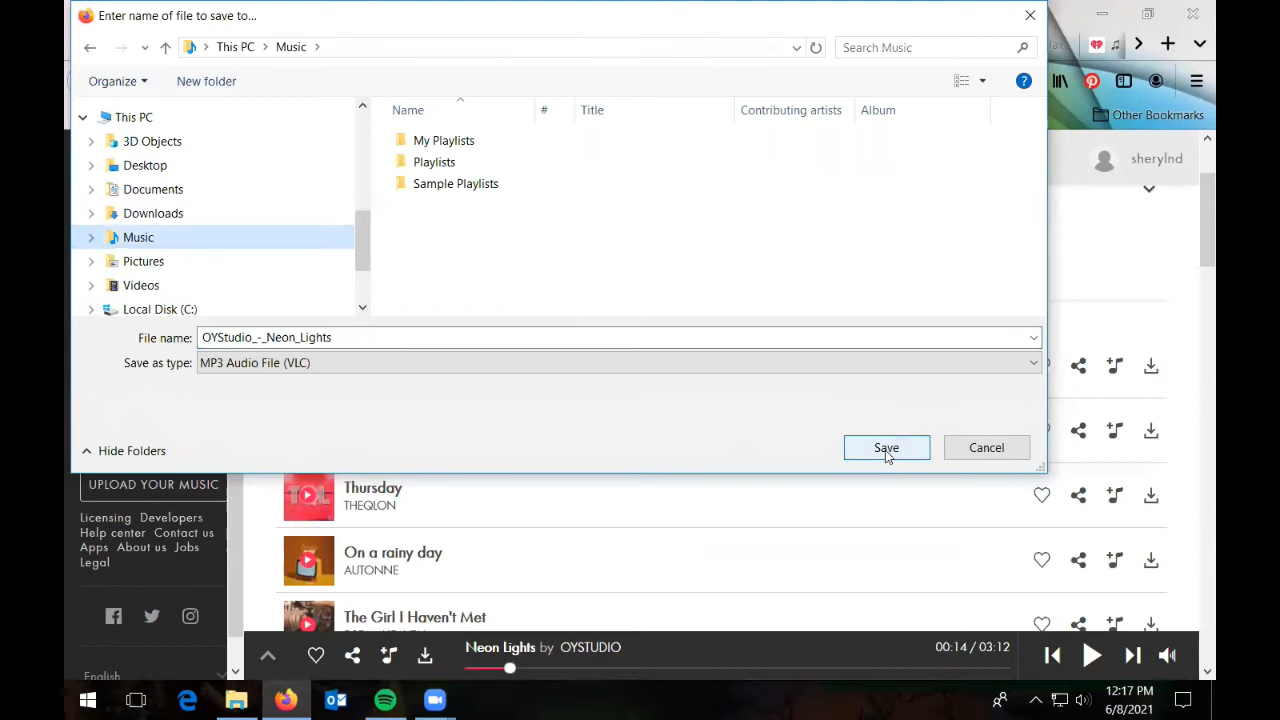 Enter name of file to save to...
This PC > Music >
Search Music
Organize
New folder
Other Bookmarks
sherylnd
Name # Title Contributing artists Album
This PC
3D Objects
Desktop
Documents
Downloads
Music
Pictures
Videos
Local Disk (C:)
My Playlists
Playlists
Sample Playlists
File name: OYStudio_-_Neon_Lights
Save as type: MP3 Audio File (VLC)
Hide Folders
Save
Cancel
UPLOAD YOUR MUSIC
Licensing Developers
Help center Contact us
Apps About us Jobs
Legal
English
TQL
Thursday
THEQLON
On a rainy day
AUTONNE
The Girl I Haven't Met
Neon Lights by OYSTUDIO
00:14 / 03:12
12:17 PM
6/8/2021